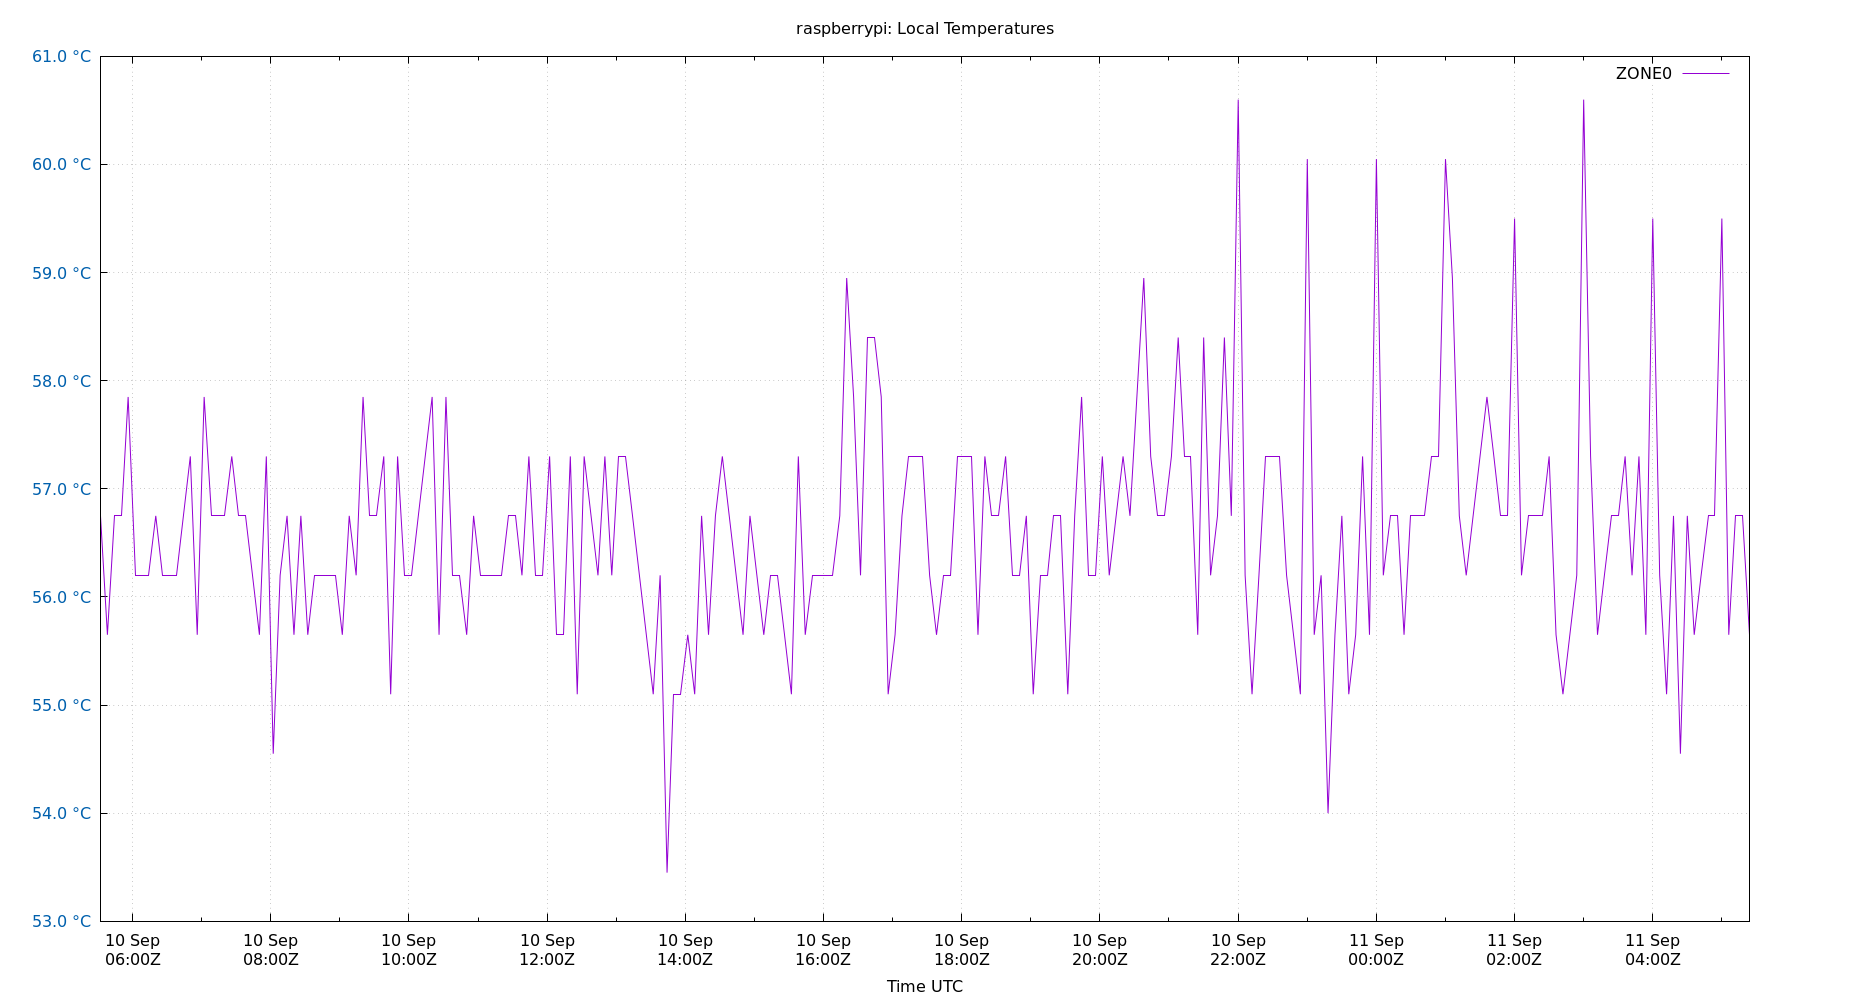 raspberrypi: Local Temperatures
61.0 °C
ZONE0
60.0 °C
59.0 °C
58.0 °C
57.0 °C
56.0 °C
55.0 °C
54.0 °C
53.0 °C
10 Sep 10 Sep 10 Sep 10 Sep 10 Sep 10 Sep 10 Sep 10 Sep 10 Sep 11 Sep 11 Sep 11 Sep
06:00Z 08:00Z 10:00Z 12:00Z 14:00Z 16:00Z 18:00Z 20:00Z 22:00Z 00:00Z 02:00Z 04:00Z
Time UTC